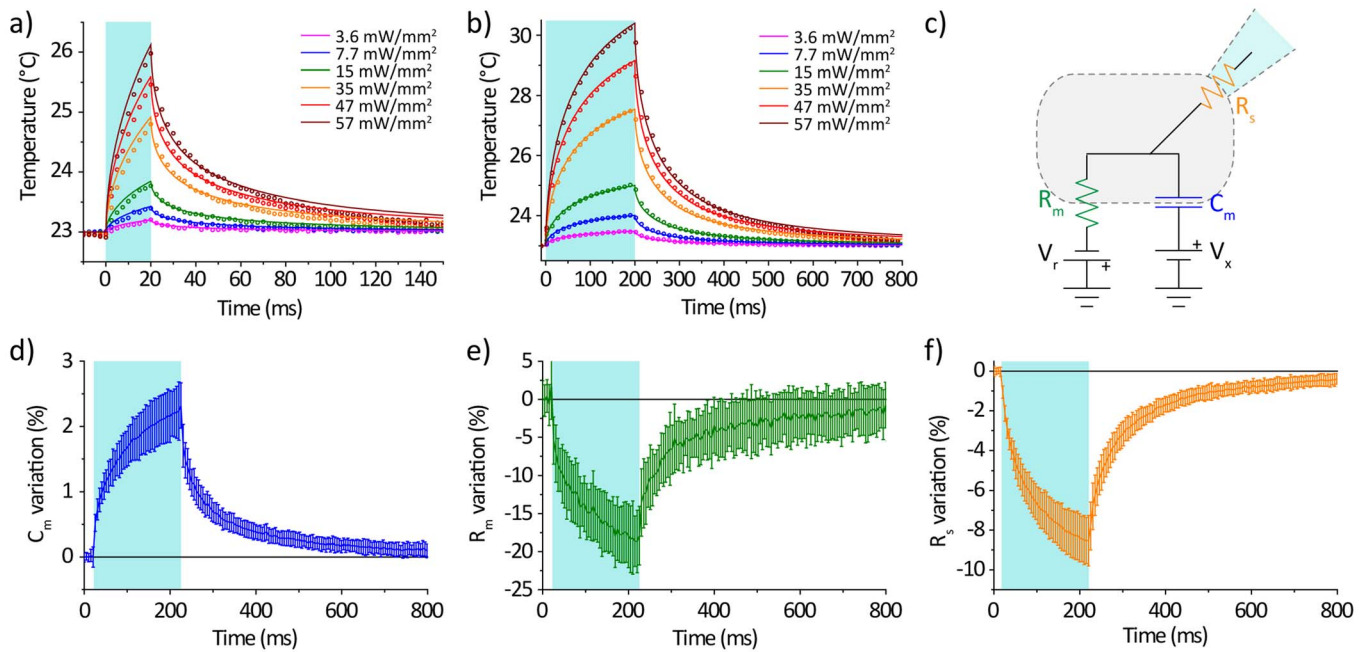 a)
Temperature (°C)
26
25
24
23
3.6 mW/mm²
7.7 mW/mm²
15 mW/mm²
35 mW/mm²
47 mW/mm²
57 mW/mm²
0 20 40 60 80 100 120 140
Time (ms)
b)
Temperature (°C)
30
28
26
24
3.6 mW/mm²
7.7 mW/mm²
15 mW/mm²
35 mW/mm²
47 mW/mm²
57 mW/mm²
0 100 200 300 400 500 600 700 800
Time (ms)
c)
Rs
Rm
Cm
Vr
+
+
Vx
d)
Cm variation (%)
3
2
1
0
0 200 400 600 800
Time (ms)
e)
Rm variation (%)
5
0
-5
-10
-15
-20
-25
0 200 400 600 800
Time (ms)
f)
Rs variation (%)
0
-2
-4
-6
-8
-10
0 200 400 600 800
Time (ms)